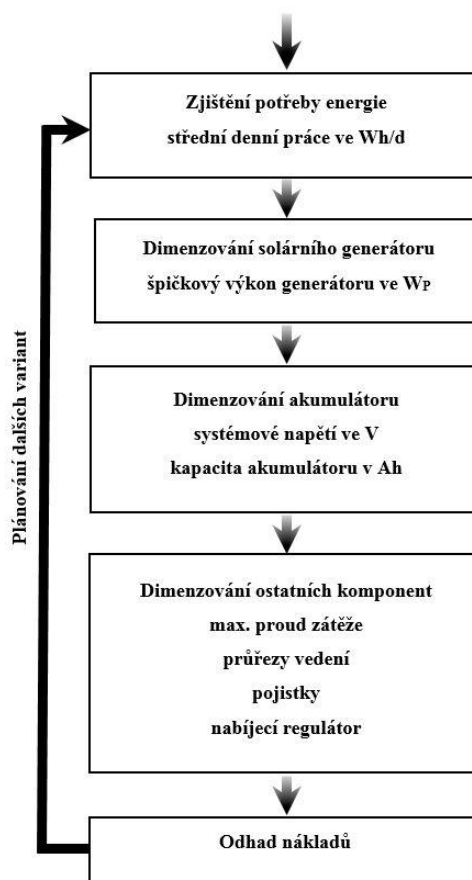 Zjištění potřeby energie
střední denní práce ve Wh/d
Dimenzování solárního generátoru
špičkový výkon generátoru ve WP
Dimenzování akumulátoru
systémové napětí ve V
kapacita akumulátoru v Ah
Dimenzování ostatních komponent
max. proud zátěže
průřezy vedení
pojistky
nabíjecí regulátor
Odhad nákladů
Plánování dalších variant